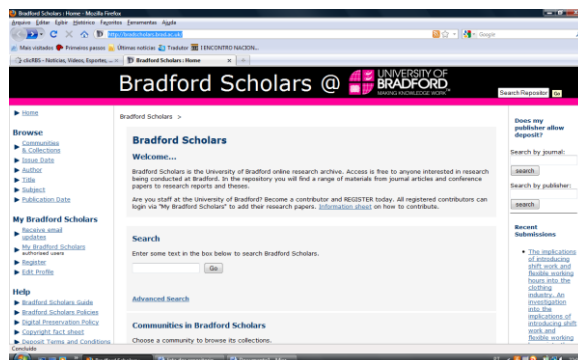 Bradford Scholars : Home - Mozilla Firefox
Arquivo Editar Exibir Histórico Favoritos Ferramentas Ajuda
http://bradscholars.brad.ac.uk/
Google
Mais visitados Primeiros passos Últimas notícias Tradutor I ENCONTRO NACION...
clicRBS - Notícias, Vídeos, Esportes, ...
Bradford Scholars : Home
Bradford Scholars @ UNIVERSITY OF BRADFORD
MAKING KNOWLEDGE WORK
Search Repositor Go
Home
Browse
Communities
& Collections
Issue Date
Author
Title
Subject
Publication Date
My Bradford Scholars
Receive email
updates
My Bradford Scholars
authorised users
Register
Edit Profile
Help
Bradford Scholars Guide
Bradford Scholars Policies
Digital Preservation Policy
Copyright fact sheet
Deposit Terms and Conditions
Bradford Scholars >
Bradford Scholars
Welcome...
Bradford Scholars is the University of Bradford online research archive. Access is free to anyone interested in research
being conducted at Bradford. In the repository you will find a range of materials from journal articles and conference
papers to research reports and theses.
Are you staff at the University of Bradford? Become a contributor and REGISTER today. All registered contributors can
login via "My Bradford Scholars" to add their research papers. Information sheet on how to contribute.
Search
Enter some text in the box below to search Bradford Scholars.
Go
Advanced Search
Communities in Bradford Scholars
Choose a community to browse its collections.
Does my
publisher allow
deposit?
Search by journal:
search
Search by publisher:
search
Recent
Submissions
The implications
of introducing
shift work and
flexible working
hours into the
clothing
industry. An
investigation
into the
implications of
introducing shift
work and
flexible working
Concluído